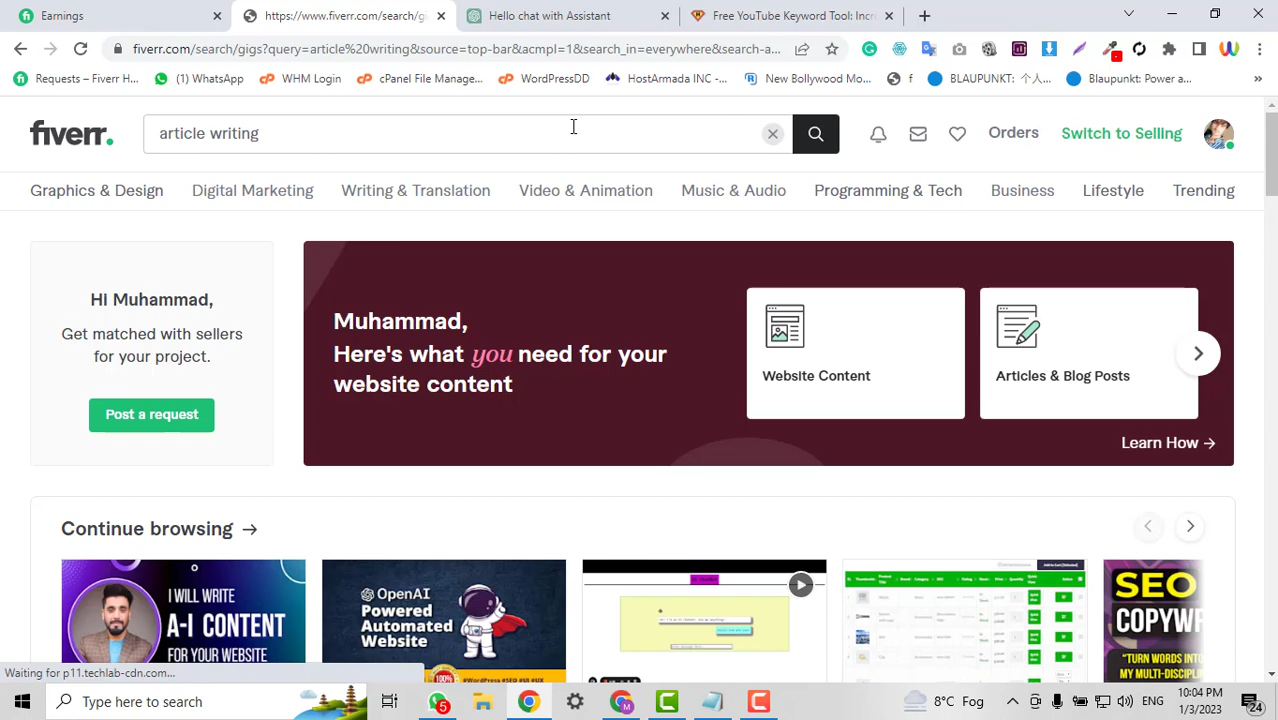 Earnings
https://www.fiverr.com/search/gi
Hello chat with Assistant
Free YouTube Keyword Tool: Incre
fiverr.com/search/gigs?query=article%20writing&source=top-bar&acmpl=1&search_in=everywhere&search-a...
Requests – Fiverr H...
(1) WhatsApp
WHM Login
cPanel File Manage...
WordPressDD
HostArmada INC -...
New Bollywood Mo...
f
BLAUPUNKT: 个人...
Blaupunkt: Power a...
»
fiverr.
article writing
Orders
Switch to Selling
Graphics & Design
Digital Marketing
Writing & Translation
Video & Animation
Music & Audio
Programming & Tech
Business
Lifestyle
Trending
HI Muhammad,
Get matched with sellers
for your project.
Post a request
Muhammad,
Here's what you need for your
website content
Website Content
Articles & Blog Posts
Learn How →
Continue browsing →
I WILL WRITE
A+ CONTENT
FOR YOUR WEBSITE
OpenAI
Powered
Automated
Website
SEO
COPYWR
"TURN WORDS INTO
MY MULTI-DISCI
Waiting for p11.techlab-cdn.com...
Type here to search
5
8°C Fog
ENG
10:04 PM
1/3/2023
24